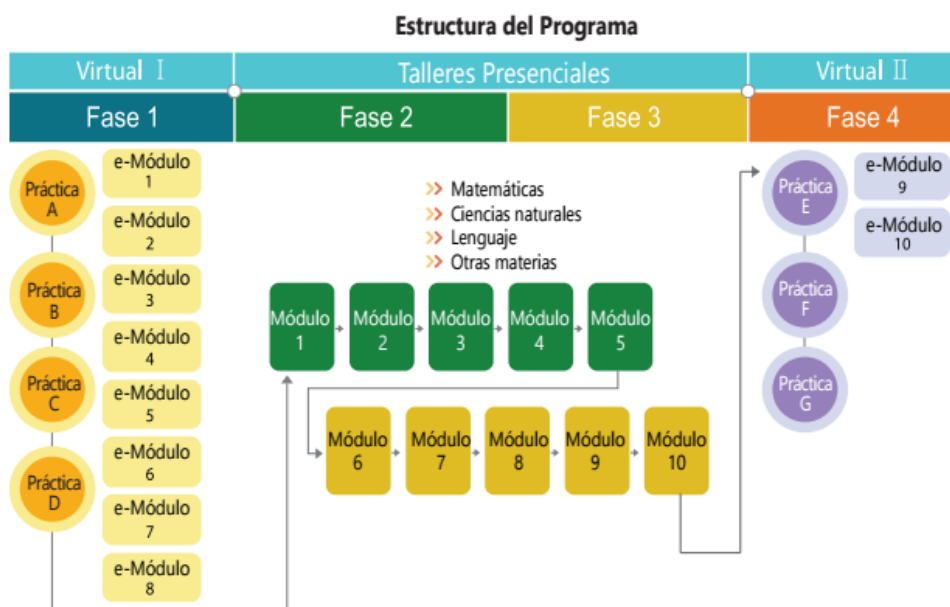 Estructura del Programa
Virtual I
Talleres Presenciales
Virtual II
Fase 1
Fase 2
Fase 3
Fase 4
Práctica
A
Práctica
B
Práctica
C
Práctica
D
e-Módulo
1
e-Módulo
2
e-Módulo
3
e-Módulo
4
e-Módulo
5
e-Módulo
6
e-Módulo
7
e-Módulo
8
>> Matemáticas
>> Ciencias naturales
>> Lenguaje
>> Otras materias
Módulo
1
Módulo
2
Módulo
3
Módulo
4
Módulo
5
Módulo
6
Módulo
7
Módulo
8
Módulo
9
Módulo
10
Práctica
E
Práctica
F
Práctica
G
e-Módulo
9
e-Módulo
10